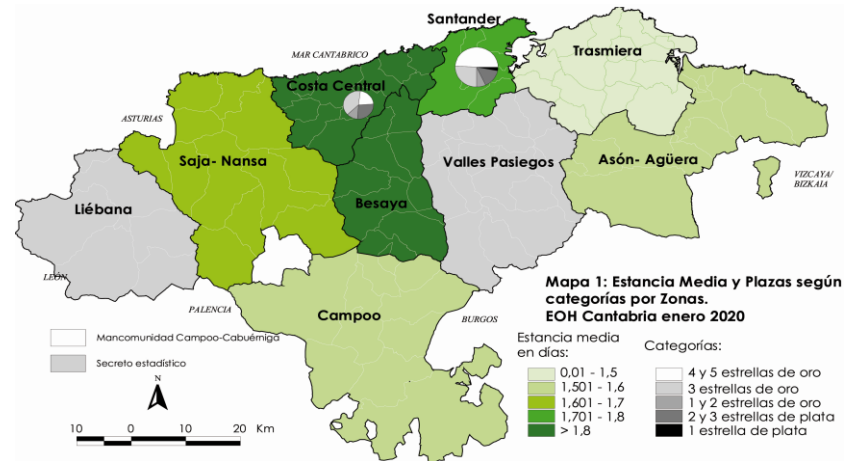 Santander
MAR CANTABRICO
Trasmiera
Costa Central
ASTURIAS
Saja- Nansa
Valles Pasiegos
Asón- Agüera
VIZCAYA/
BIZKAIA
Liébana
Besaya
LEÓN
PALENCIA
Campoo
BURGOS
Mapa 1: Estancia Media y Plazas según
categorías por Zonas.
EOH Cantabria enero 2020
Mancomunidad Campoo-Cabuérniga
Secreto estadístico
N
10 0 10 20 Km
Estancia media
en días:
0,01 - 1,5
1,501 - 1,6
1,601 - 1,7
1,701 - 1,8
> 1,8
Categorías:
4 y 5 estrellas de oro
3 estrellas de oro
1 y 2 estrellas de oro
2 y 3 estrellas de plata
1 estrella de plata